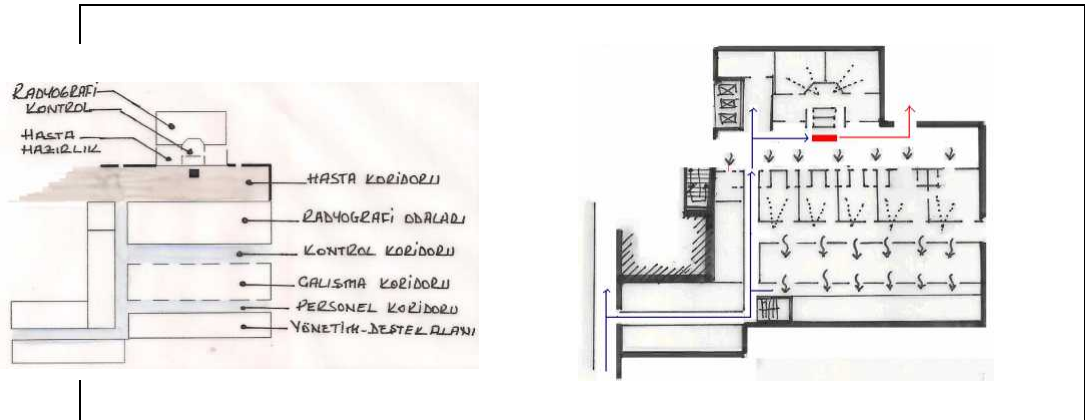 RADYOGRAFİ
KONTROL
HASTA
HAZIRLIK
HASTA KORİDORU
RADYOGRAFİ ODALARI
KONTROL KORİDORU
ÇALIŞMA KORİDORU
PERSONEL KORİDORU
YÖNETİM-DESTEK ALANI